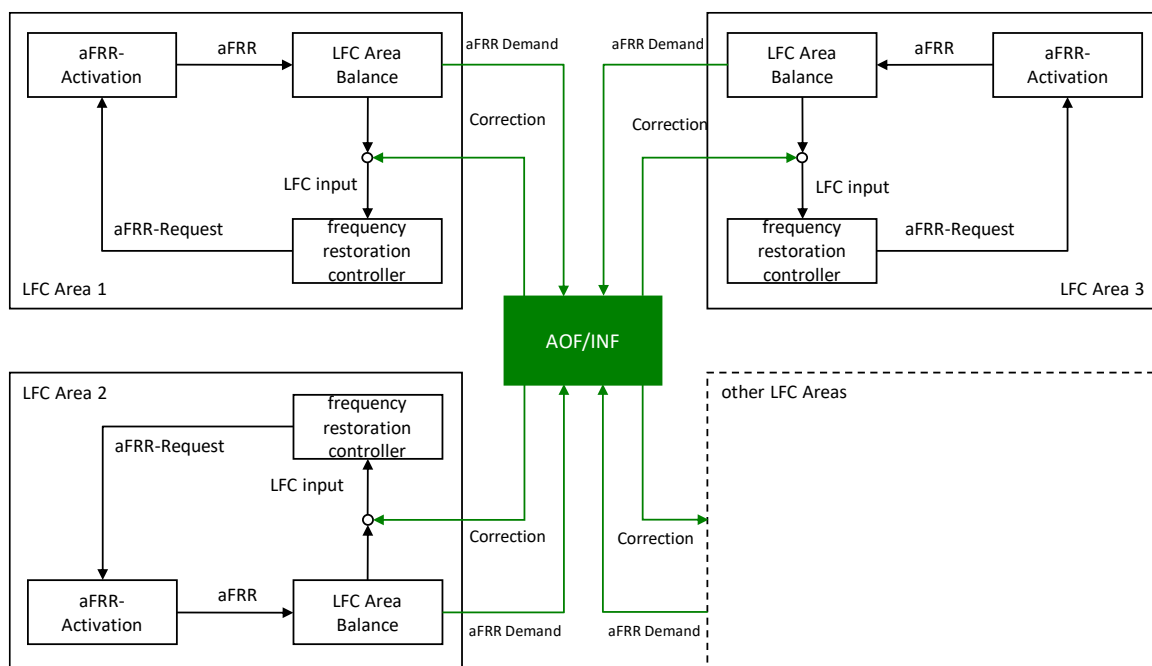 aFRR-
Activation
aFRR
LFC Area
Balance
aFRR Demand
Correction
LFC input
aFRR-Request
frequency
restoration
controller
LFC Area 1
aFRR Demand
LFC Area
Balance
aFRR
aFRR-
Activation
Correction
LFC input
frequency
restoration
controller
aFRR-Request
LFC Area 3
AOF/INF
LFC Area 2
frequency
restoration
controller
aFRR-Request
LFC input
Correction
aFRR-
Activation
aFRR
LFC Area
Balance
aFRR Demand
other LFC Areas
Correction
aFRR Demand